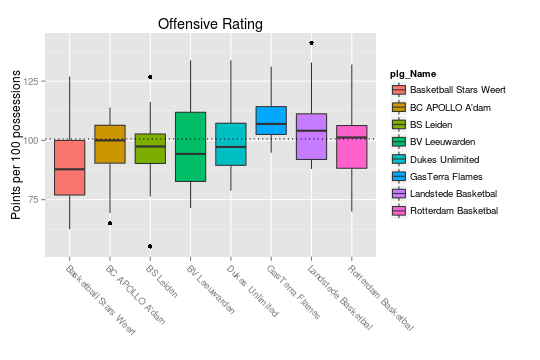 Offensive Rating
Points per 100 possessions
125
100
75
Basketball Stars Weert
BC APOLLO A'dam
BS Leiden
BV Leeuwarden
Dukes Unlimited
GasTerra Flames
Landstede Basketbal
Rotterdam Basketbal
plg_Name
Basketball Stars Weert
BC APOLLO A'dam
BS Leiden
BV Leeuwarden
Dukes Unlimited
GasTerra Flames
Landstede Basketbal
Rotterdam Basketbal